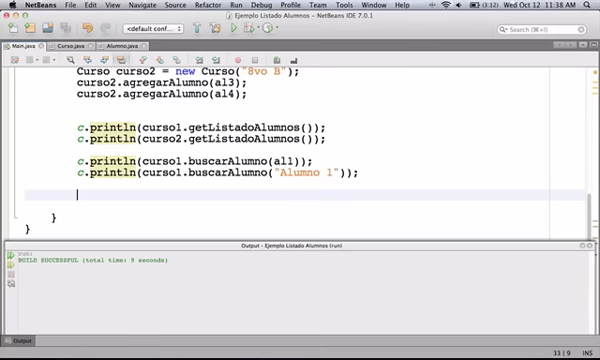 NetBeans File Edit View Navigate Source Refactor Run Debug Profile Team Tools Window Help (3:12) Wed Oct 12 11:38 AM
Ejemplo Listado Alumnos - NetBeans IDE 7.0.1
<default conf... Search (⌘+I)
Main.java Curso.java Alumno.java
Curso curso2 = new Curso("8vo B");
curso2.agregarAlumno(al3);
curso2.agregarAlumno(al4);
c.println(curso1.getListadoAlumnos());
c.println(curso2.getListadoAlumnos());
c.println(curso1.buscarAlumno(al1));
c.println(curso1.buscarAlumno("Alumno 1"));
}
}
Output - Ejemplo Listado Alumnos (run)
run:
BUILD SUCCESSFUL (total time: 9 seconds)
Output
33 | 9 INS